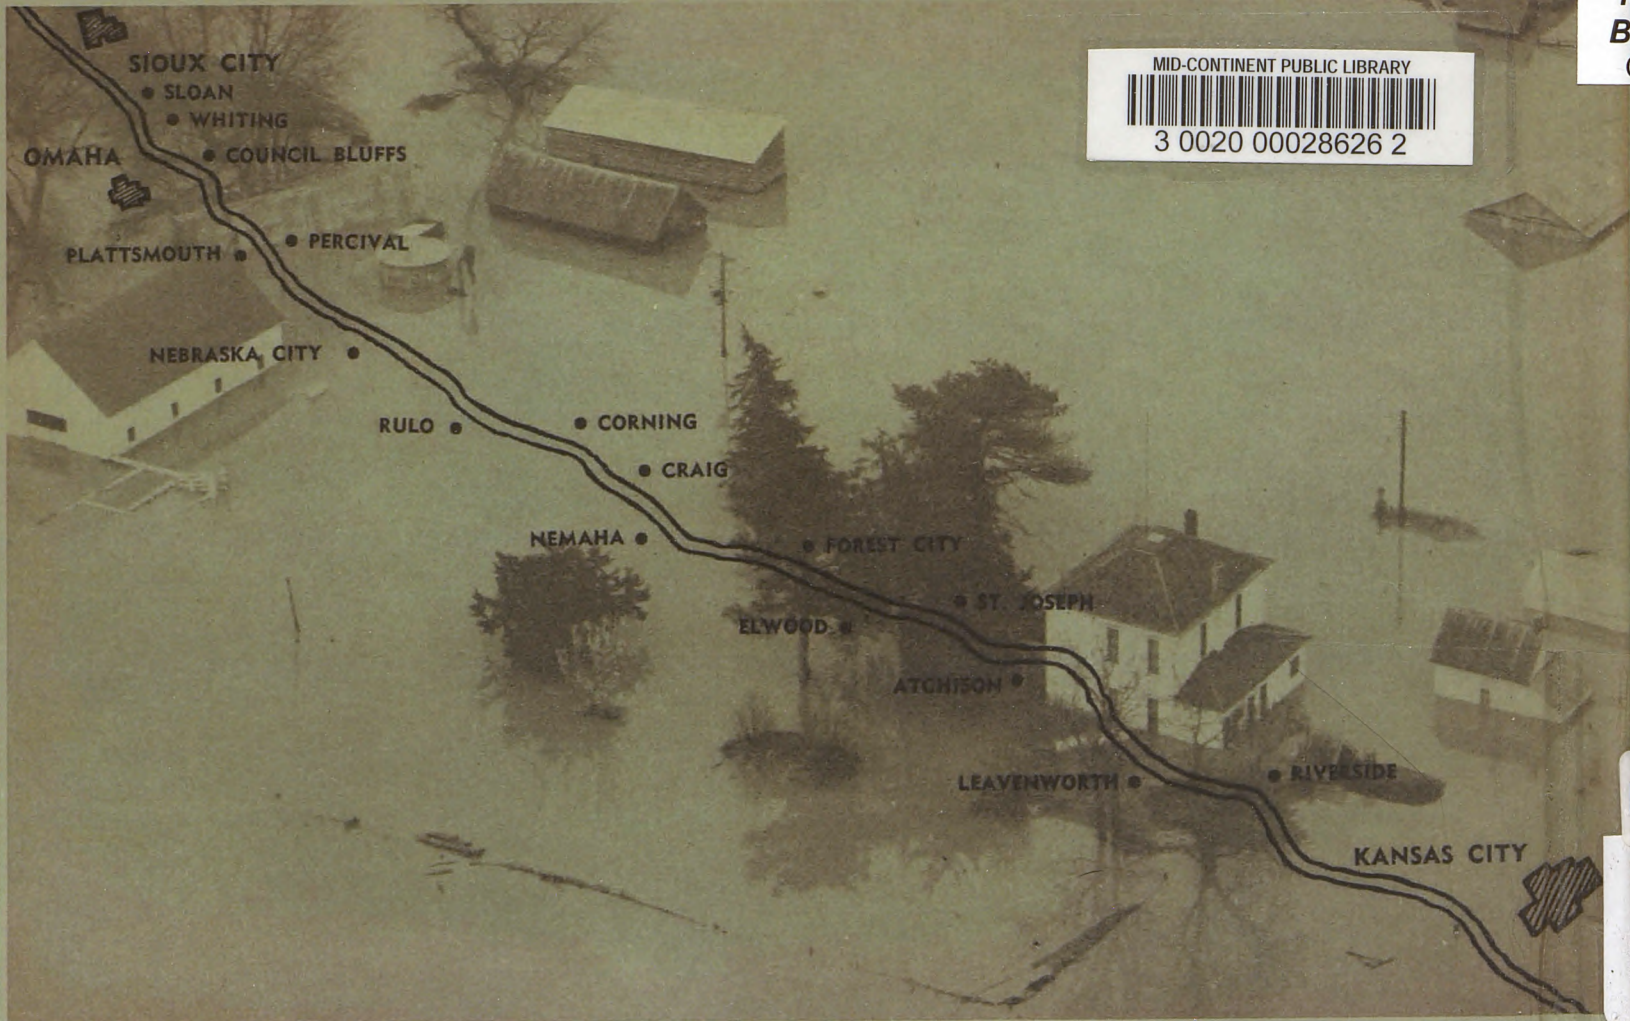 SIOUX CITY
SLOAN
WHITING
OMAHA
COUNCIL BLUFFS
PLATTSMOUTH
PERCIVAL
NEBRASKA CITY
RULO
CORNING
CRAIG
NEMAHA
FOREST CITY
ST. JOSEPH
ELWOOD
ATCHISON
LEAVENWORTH
RIVERSIDE
KANSAS CITY
MID-CONTINENT PUBLIC LIBRARY
3 0020 00028626 2
B